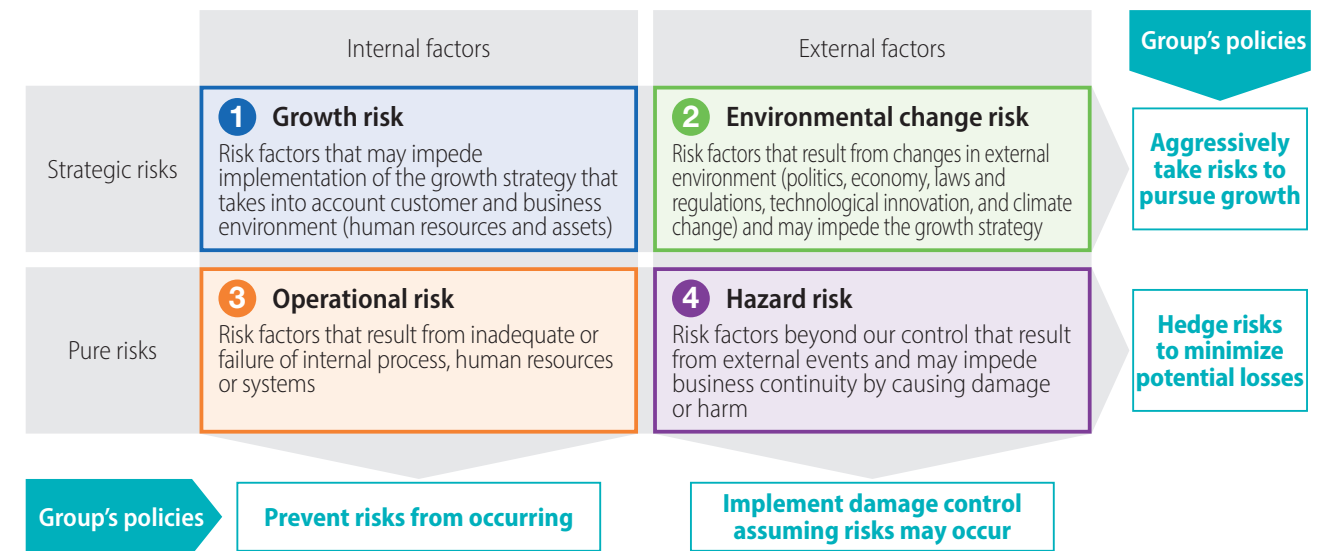 Internal factors
External factors
Group's policies
Strategic risks
1 Growth risk
Risk factors that may impede
implementation of the growth strategy that
takes into account customer and business
environment (human resources and assets)
2 Environmental change risk
Risk factors that result from changes in external
environment (politics, economy, laws and
regulations, technological innovation, and climate
change) and may impede the growth strategy
Aggressively
take risks to
pursue growth
Pure risks
3 Operational risk
Risk factors that result from inadequate or
failure of internal process, human resources
or systems
4 Hazard risk
Risk factors beyond our control that result
from external events and may impede
business continuity by causing damage
or harm
Hedge risks
to minimize
potential losses
Group's policies
Prevent risks from occurring
Implement damage control
assuming risks may occur